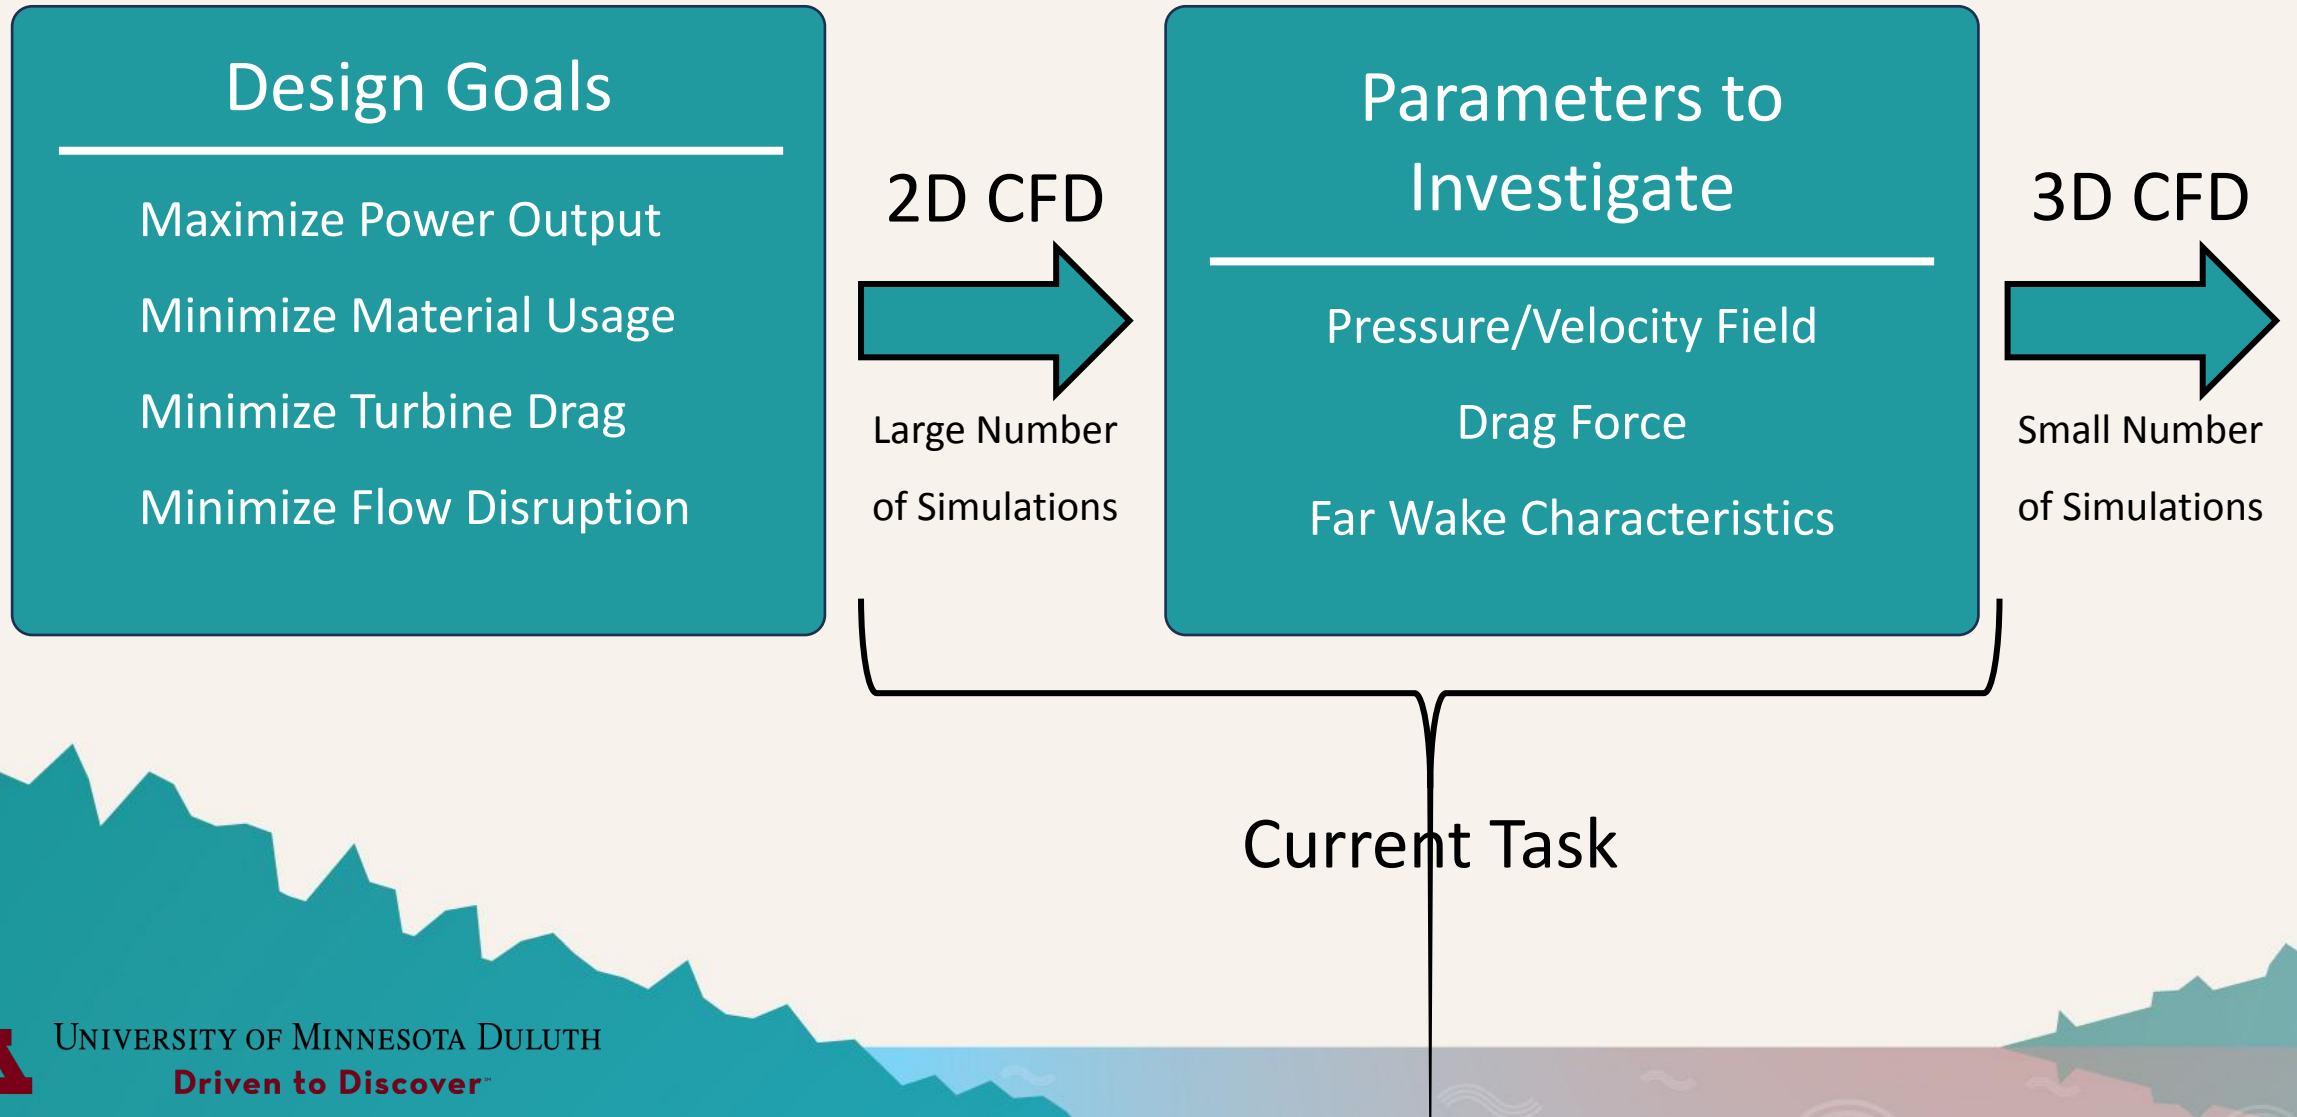 Design Goals
Maximize Power Output
Minimize Material Usage
Minimize Turbine Drag
Minimize Flow Disruption
2D CFD
Large Number
of Simulations
Parameters to
Investigate
Pressure/Velocity Field
Drag Force
Far Wake Characteristics
3D CFD
Small Number
of Simulations
Current Task
UNIVERSITY OF MINNESOTA DULUTH
Driven to Discover℠